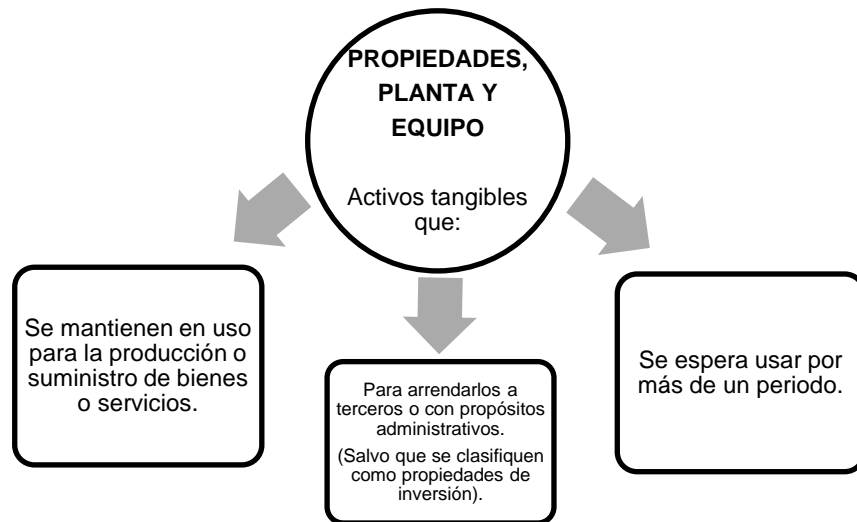 PROPIEDADES,
PLANTA Y
EQUIPO
Activos tangibles
que:
Se mantienen en uso
para la producción o
suministro de bienes
o servicios.
Para arrendarlos a
terceros o con propósitos
administrativos.
(Salvo que se clasifiquen
como propiedades de
inversión).
Se espera usar por
más de un periodo.